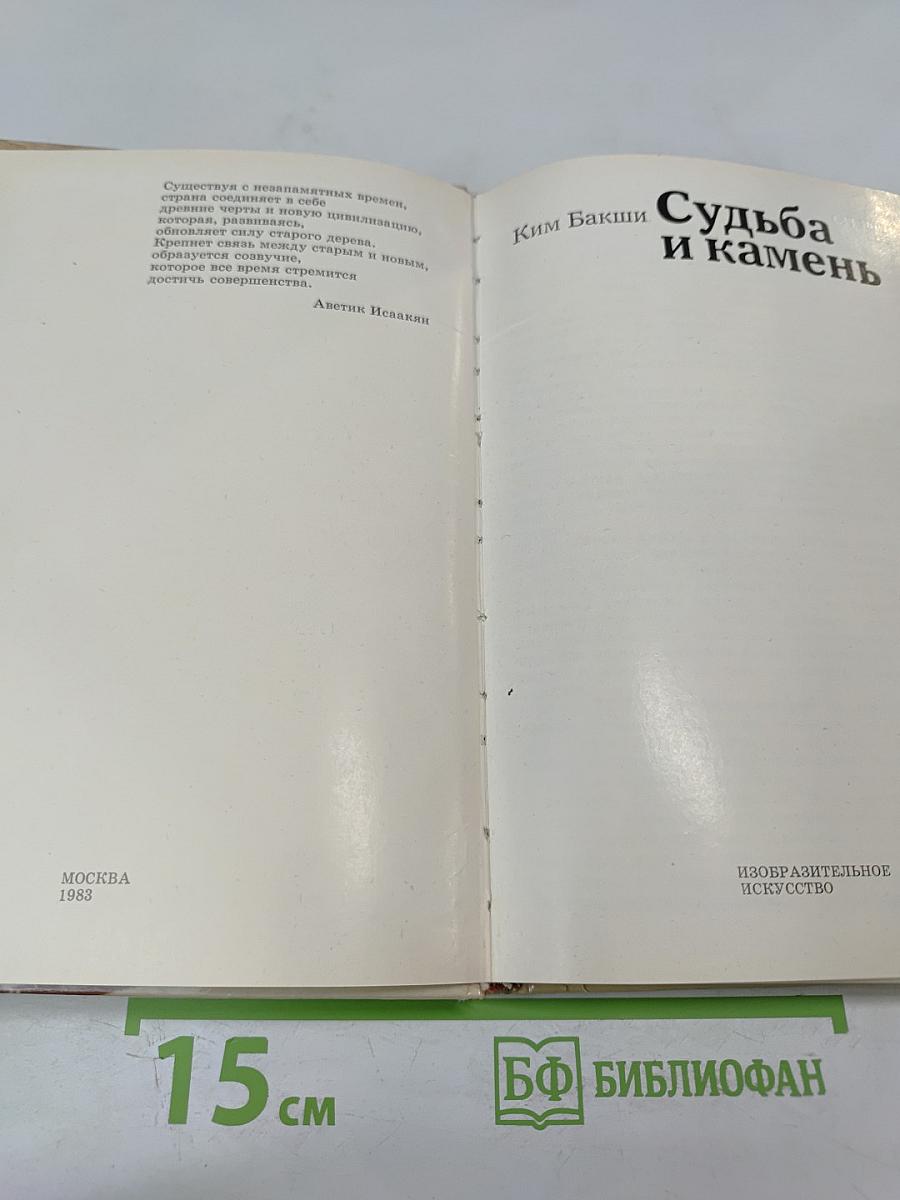 Существуя с незапамятных времен,
страна соединяет в себе
древние черты и новую цивилизацию,
которая, развиваясь,
обновляет силу старого дерева.
Крепнет связь между старым и новым,
образуется созвучие,
которое все время стремится
достичь совершенства.
Аветик Исаакян
МОСКВА
1983
Ким Бакши
Судьба
и камень
ИЗОБРАЗИТЕЛЬНОЕ
ИСКУССТВО
15 см
БФ БИБЛИОФАН